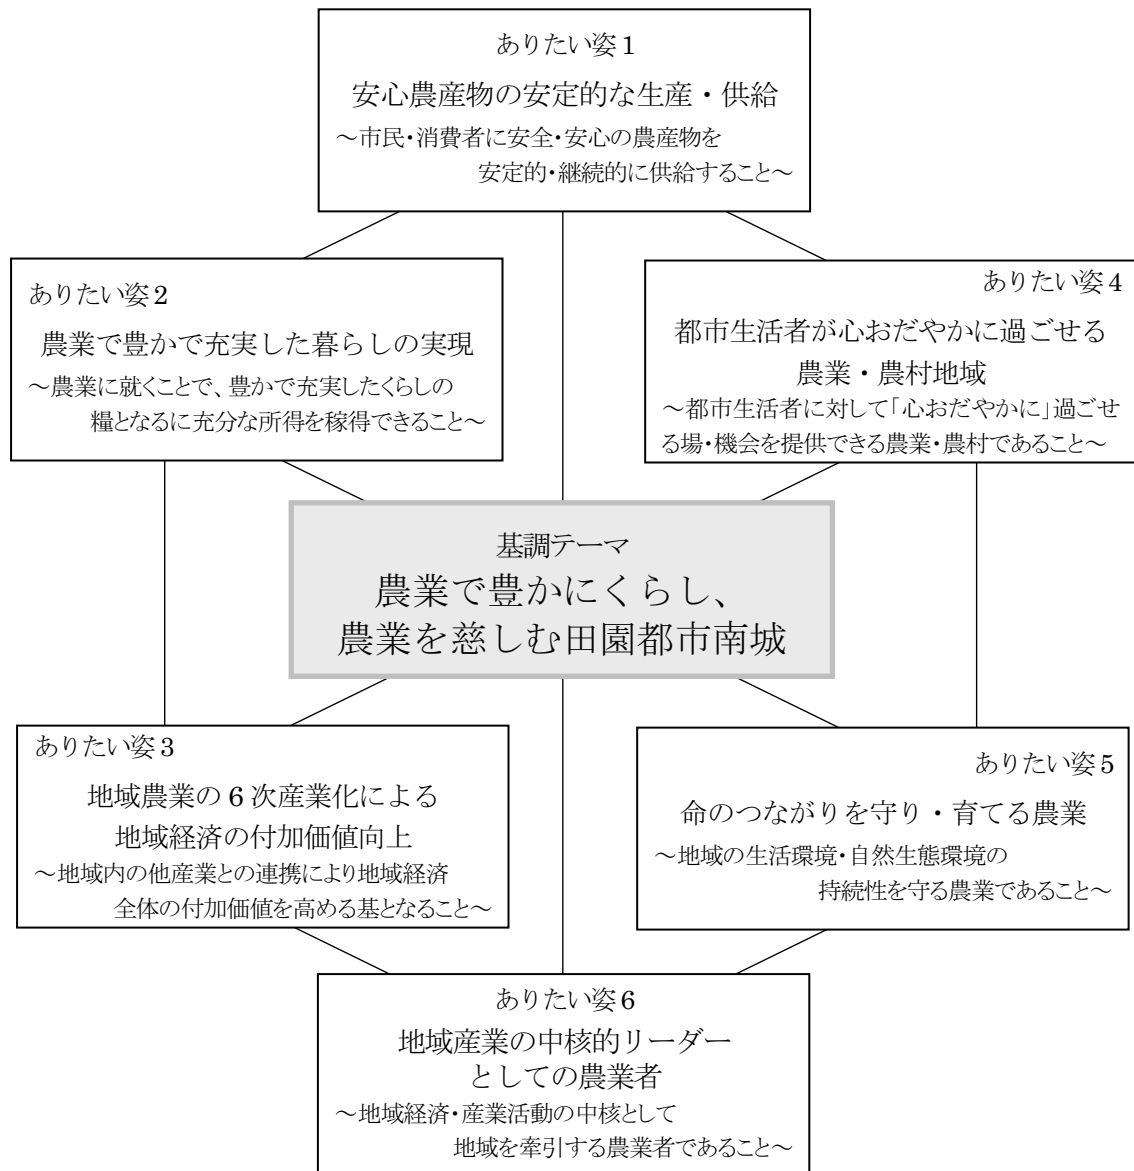 ありたい姿1
安心農産物の安定的な生産・供給
～市民・消費者に安全・安心の農産物を
安定的・継続的に供給すること～
ありたい姿2
農業で豊かで充実した暮らしの実現
～農業に就くことで、豊かで充実したくらしの
糧となるに充分な所得を稼得できること～
ありたい姿4
都市生活者が心おだやかに過ごせる
農業・農村地域
～都市生活者に対して「心おだやかに」過ごせ
る場・機会を提供できる農業・農村であること～
基調テーマ
農業で豊かにくらし、
農業を慈しむ田園都市南城
ありたい姿3
地域農業の6次産業化による
地域経済の付加価値向上
～地域内の他産業との連携により地域経済
全体の付加価値を高める基となること～
ありたい姿5
命のつながりを守り・育てる農業
～地域の生活環境・自然生態環境の
持続性を守る農業であること～
ありたい姿6
地域産業の中核的リーダー
としての農業者
～地域経済・産業活動の中核として
地域を牽引する農業者であること～